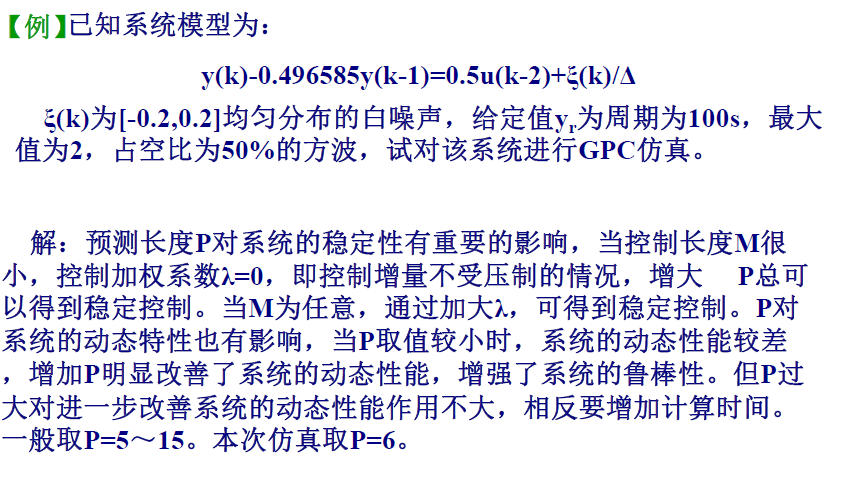 【例】已知系统模型为：
y(k)-0.496585y(k-1)=0.5u(k-2)+ξ(k)/Δ
ξ(k)为[-0.2,0.2]均匀分布的白噪声，给定值yr为周期为100s，最大
值为2，占空比为50%的方波，试对该系统进行GPC仿真。
解：预测长度P对系统的稳定性有重要的影响，当控制长度M很
小，控制加权系数λ=0，即控制增量不受压制的情况，增大 P总可
以得到稳定控制。当M为任意，通过加大λ，可得到稳定控制。P对
系统的动态特性也有影响，当P取值较小时，系统的动态性能较差
，增加P明显改善了系统的动态性能，增强了系统的鲁棒性。但P过
大对进一步改善系统的动态性能作用不大，相反要增加计算时间。
一般取P=5～15。本次仿真取P=6。